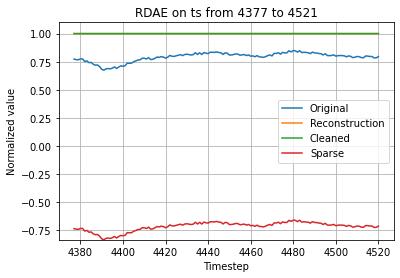 RDAE on ts from 4377 to 4521
1.00
0.75
0.50
0.25
0.00
−0.25
−0.50
−0.75
Normalized value
Original
Reconstruction
Cleaned
Sparse
4380 4400 4420 4440 4460 4480 4500 4520
Timestep